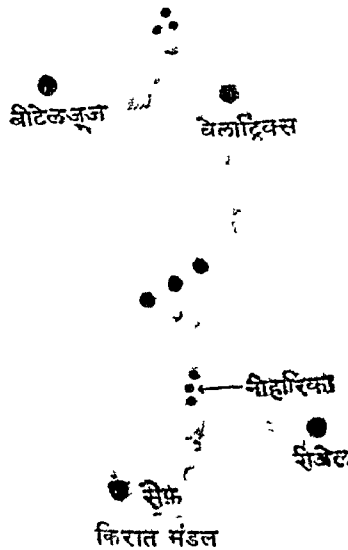 बीटेलजूज
बेलाट्रिक्स
नीहारिका
रीजेल
सैफ़
किरात मंडल